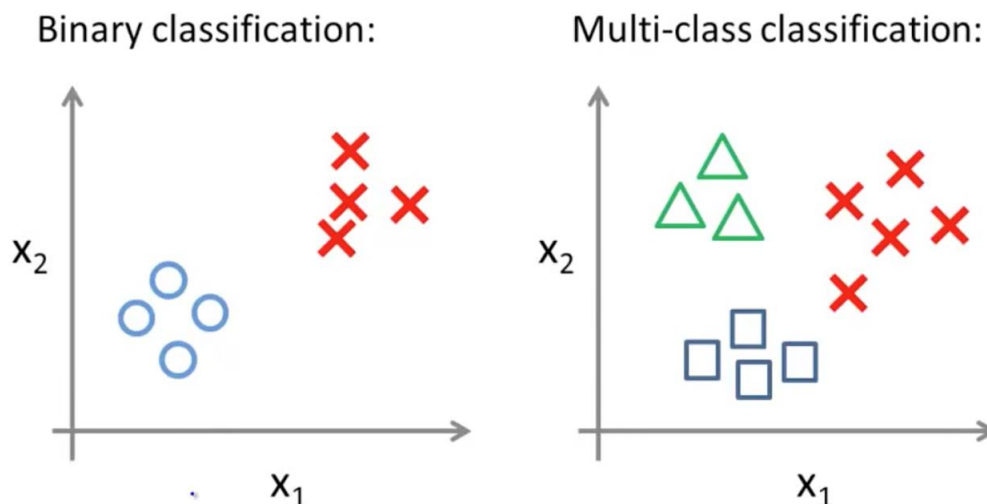 Binary classification:
Multi-class classification:
x₂
x₁
x₂
x₁